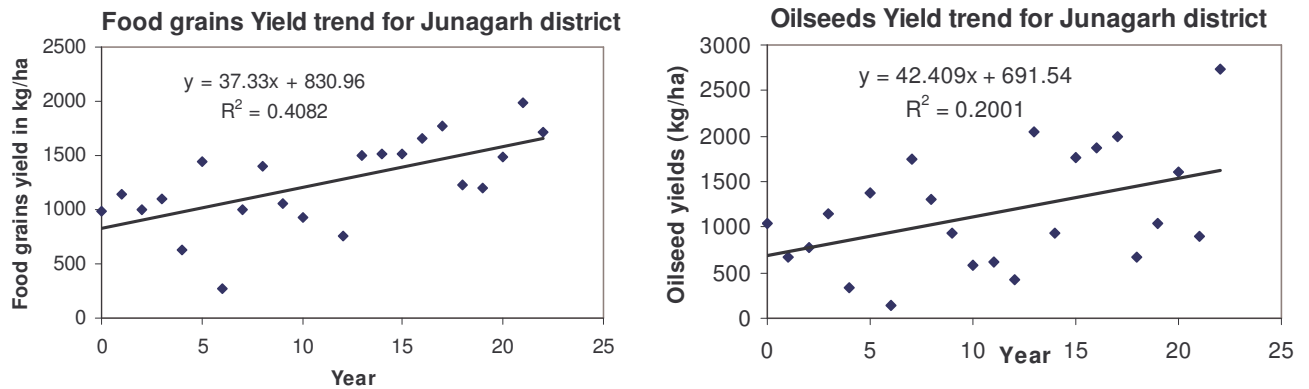 Food grains Yield trend for Junagarh district
Food grains yield in kg/ha
2500
2000
1500
1000
500
0
y = 37.33x + 830.96
R² = 0.4082
0 5 10 15 20 25
Year
Oilseeds Yield trend for Junagarh district
Oilseed yields (kg/ha)
3000
2500
2000
1500
1000
500
0
y = 42.409x + 691.54
R² = 0.2001
0 5 10 15 20 25
Year